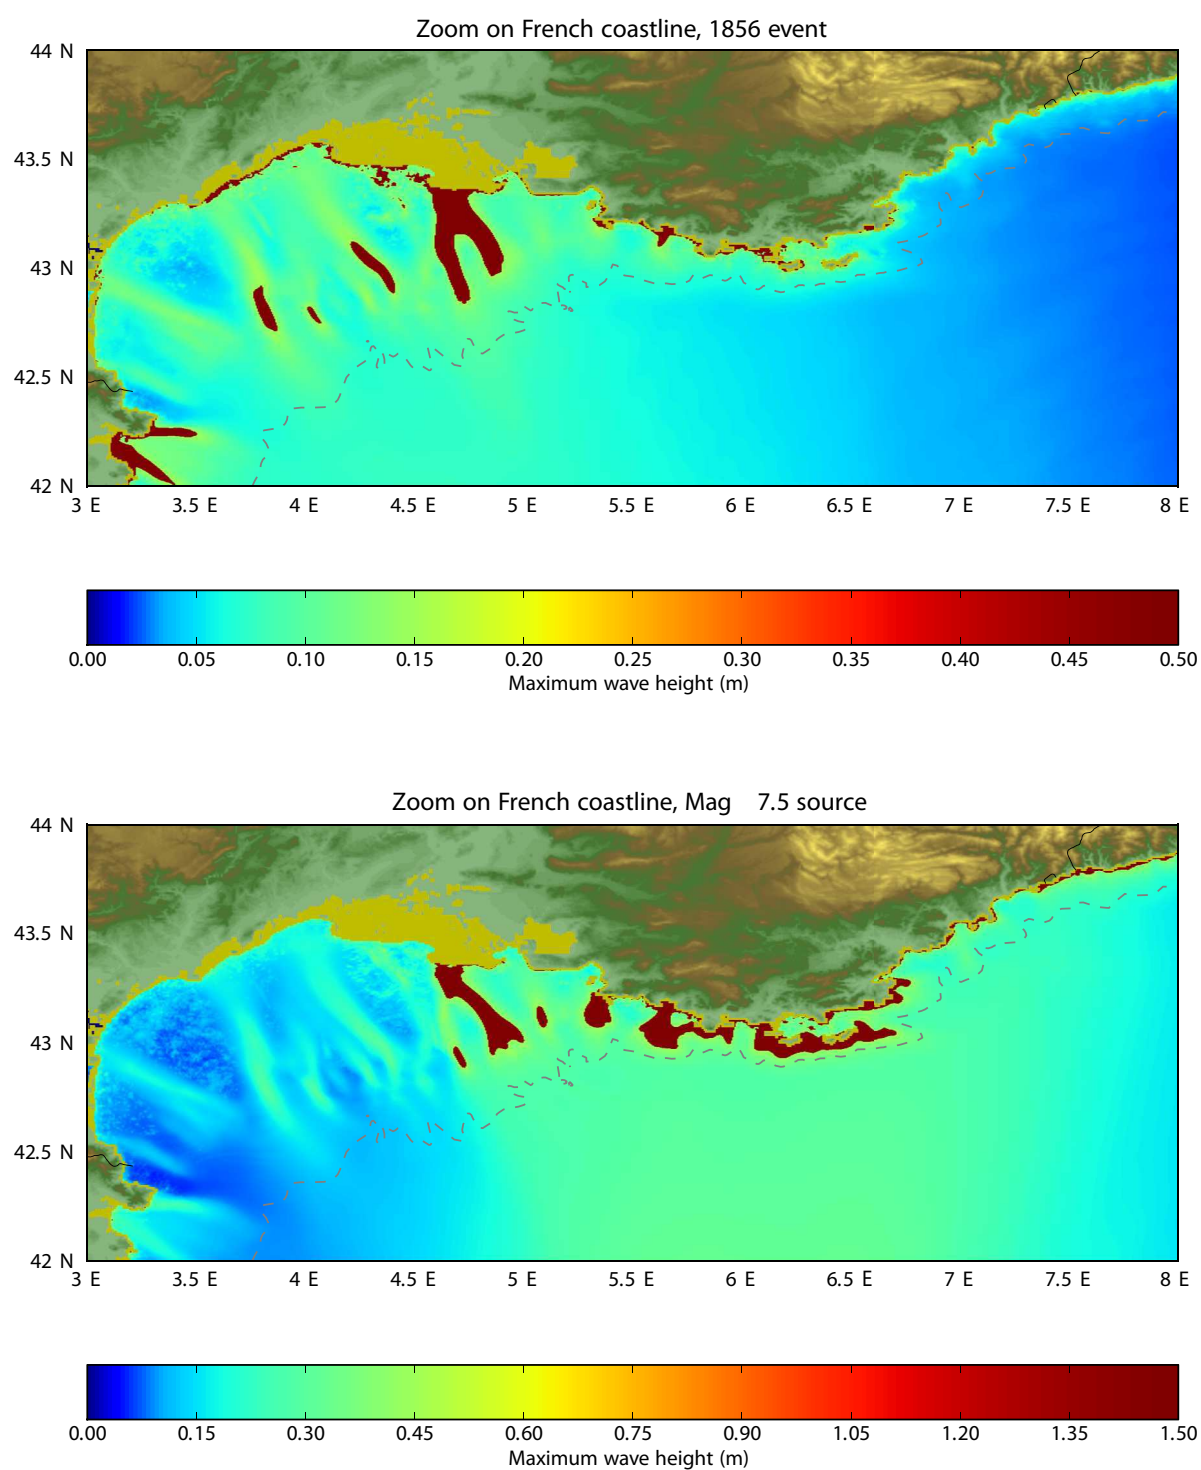 Zoom on French coastline, 1856 event
44 N
43.5 N
43 N
42.5 N
42 N
3 E 3.5 E 4 E 4.5 E 5 E 5.5 E 6 E 6.5 E 7 E 7.5 E 8 E
0.00 0.05 0.10 0.15 0.20 0.25 0.30 0.35 0.40 0.45 0.50
Maximum wave height (m)
Zoom on French coastline, Mag 7.5 source
44 N
43.5 N
43 N
42.5 N
42 N
3 E 3.5 E 4 E 4.5 E 5 E 5.5 E 6 E 6.5 E 7 E 7.5 E 8 E
0.00 0.15 0.30 0.45 0.60 0.75 0.90 1.05 1.20 1.35 1.50
Maximum wave height (m)